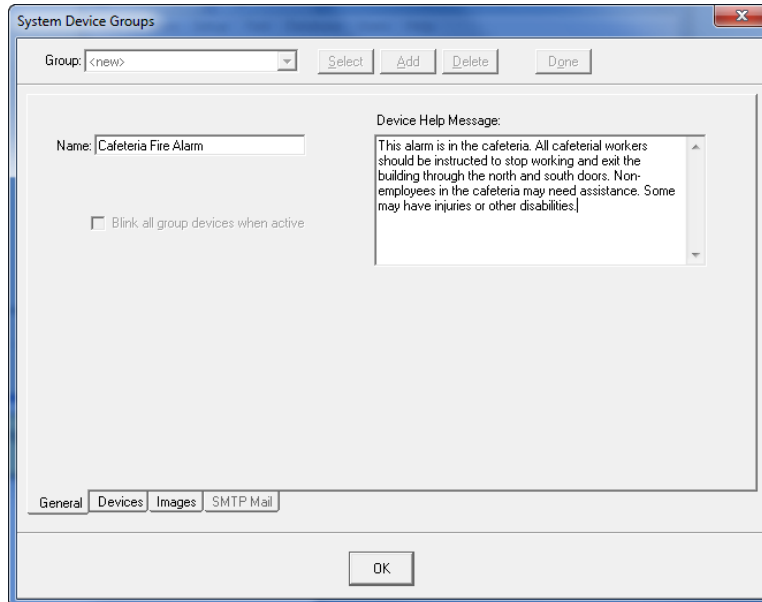 System Device Groups
Group: <new> Select Add Delete Done
Device Help Message:
Name: Cafeteria Fire Alarm
This alarm is in the cafeteria. All cafeterial workers
should be instructed to stop working and exit the
building through the north and south doors. Non-
employees in the cafeteria may need assistance. Some
may have injuries or other disabilities.
Blink all group devices when active
General Devices Images SMTP Mail
OK